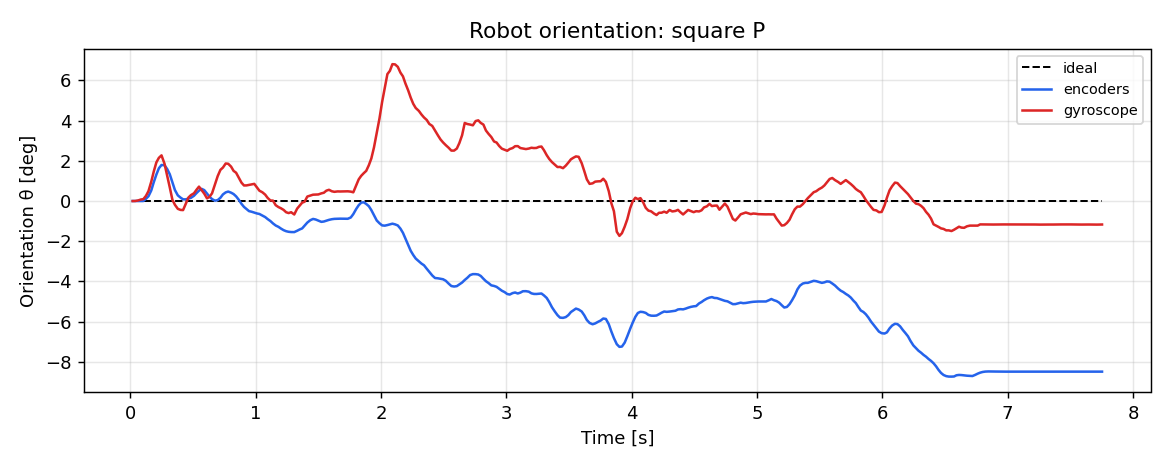 Robot orientation: square P
ideal
encoders
gyroscope
Orientation θ [deg]
6
4
2
0
−2
−4
−6
−8
0 1 2 3 4 5 6 7 8
Time [s]